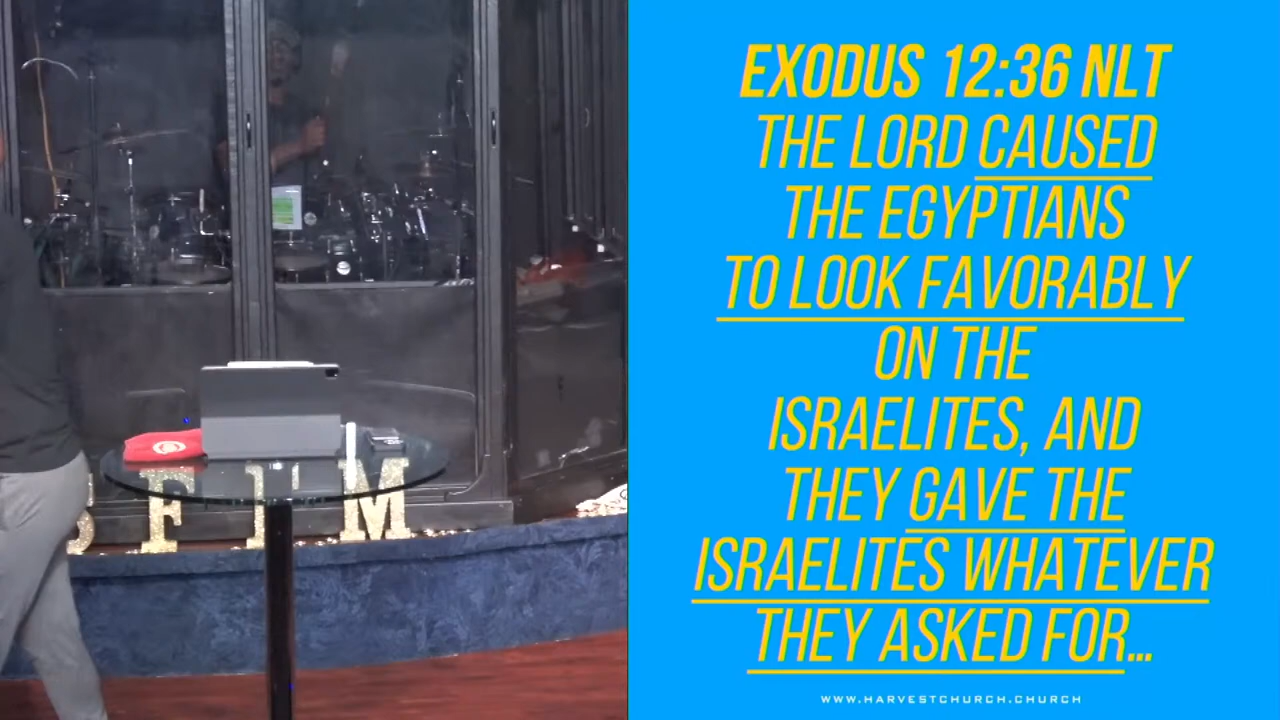 B F I M
EXODUS 12:36 NLT
THE LORD CAUSED
THE EGYPTIANS
TO LOOK FAVORABLY
ON THE
ISRAELITES, AND
THEY GAVE THE
ISRAELITES WHATEVER
THEY ASKED FOR...
WWW.HARVESTCHURCH.CHURCH